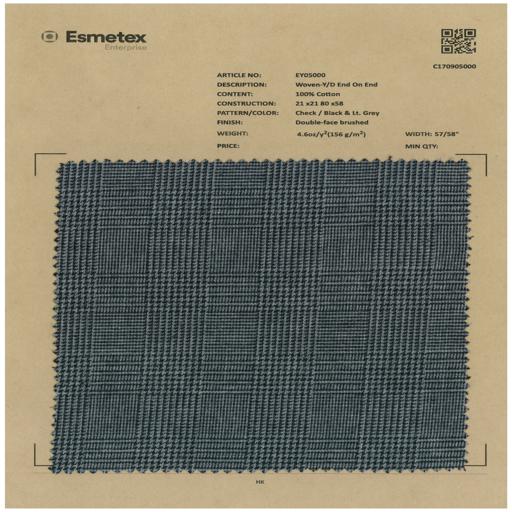 Esmetex
Enterprise
C170905000
ARTICLE NO: EY05000
DESCRIPTION: Woven-Y/D End On End
CONTENT: 100% Cotton
CONSTRUCTION: 21 x21 80 x58
PATTERN/COLOR: Check / Black & Lt. Grey
FINISH: Double-face brushed
WEIGHT: 4.6oz/y²(156 g/m²) WIDTH: 57/58"
PRICE: MIN QTY:
HK